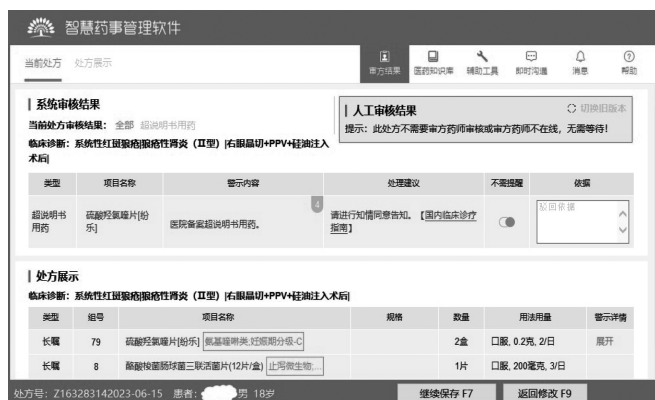 智慧药事管理软件
当前处方 处方展示 审方结果 医药知识库 辅助工具 即时沟通 消息 帮助
系统审核结果
人工审核结果 切换旧版本
当前处方审核结果： 全部 超说明书用药
提示：此处方不需要审方药师审核或审方药师不在线，无需等待！
临床诊断：系统性红斑狼疮|狼疮性肾炎（II型）|右眼晶切+PPV+硅油注入
术后|
类型 项目名称 警示内容 处理建议 不需提醒 依据
超说明书
用药
硫酸羟氯喹片[纷
乐]
医院备案超说明书用药。 4
请进行知情同意告知。【国内临床诊疗
指南】
驳回依据
处方展示
临床诊断：系统性红斑狼疮|狼疮性肾炎（II型）|右眼晶切+PPV+硅油注入术后|
类型 组号 项目名称 规格 数量 用法用量 警示详情
长嘱 79 硫酸羟氯喹片[纷乐] 氨基喹啉类;妊娠期分级-C 2盒 口服, 0.2克, 2/日 展开
长嘱 8 酪酸梭菌肠球菌三联活菌片(12片/盒) 止泻微生物;... 1片 口服, 200毫克, 3/日
处方号：Z163283142023-06-15 患者： 男 18岁 继续保存 F7 返回修改 F9